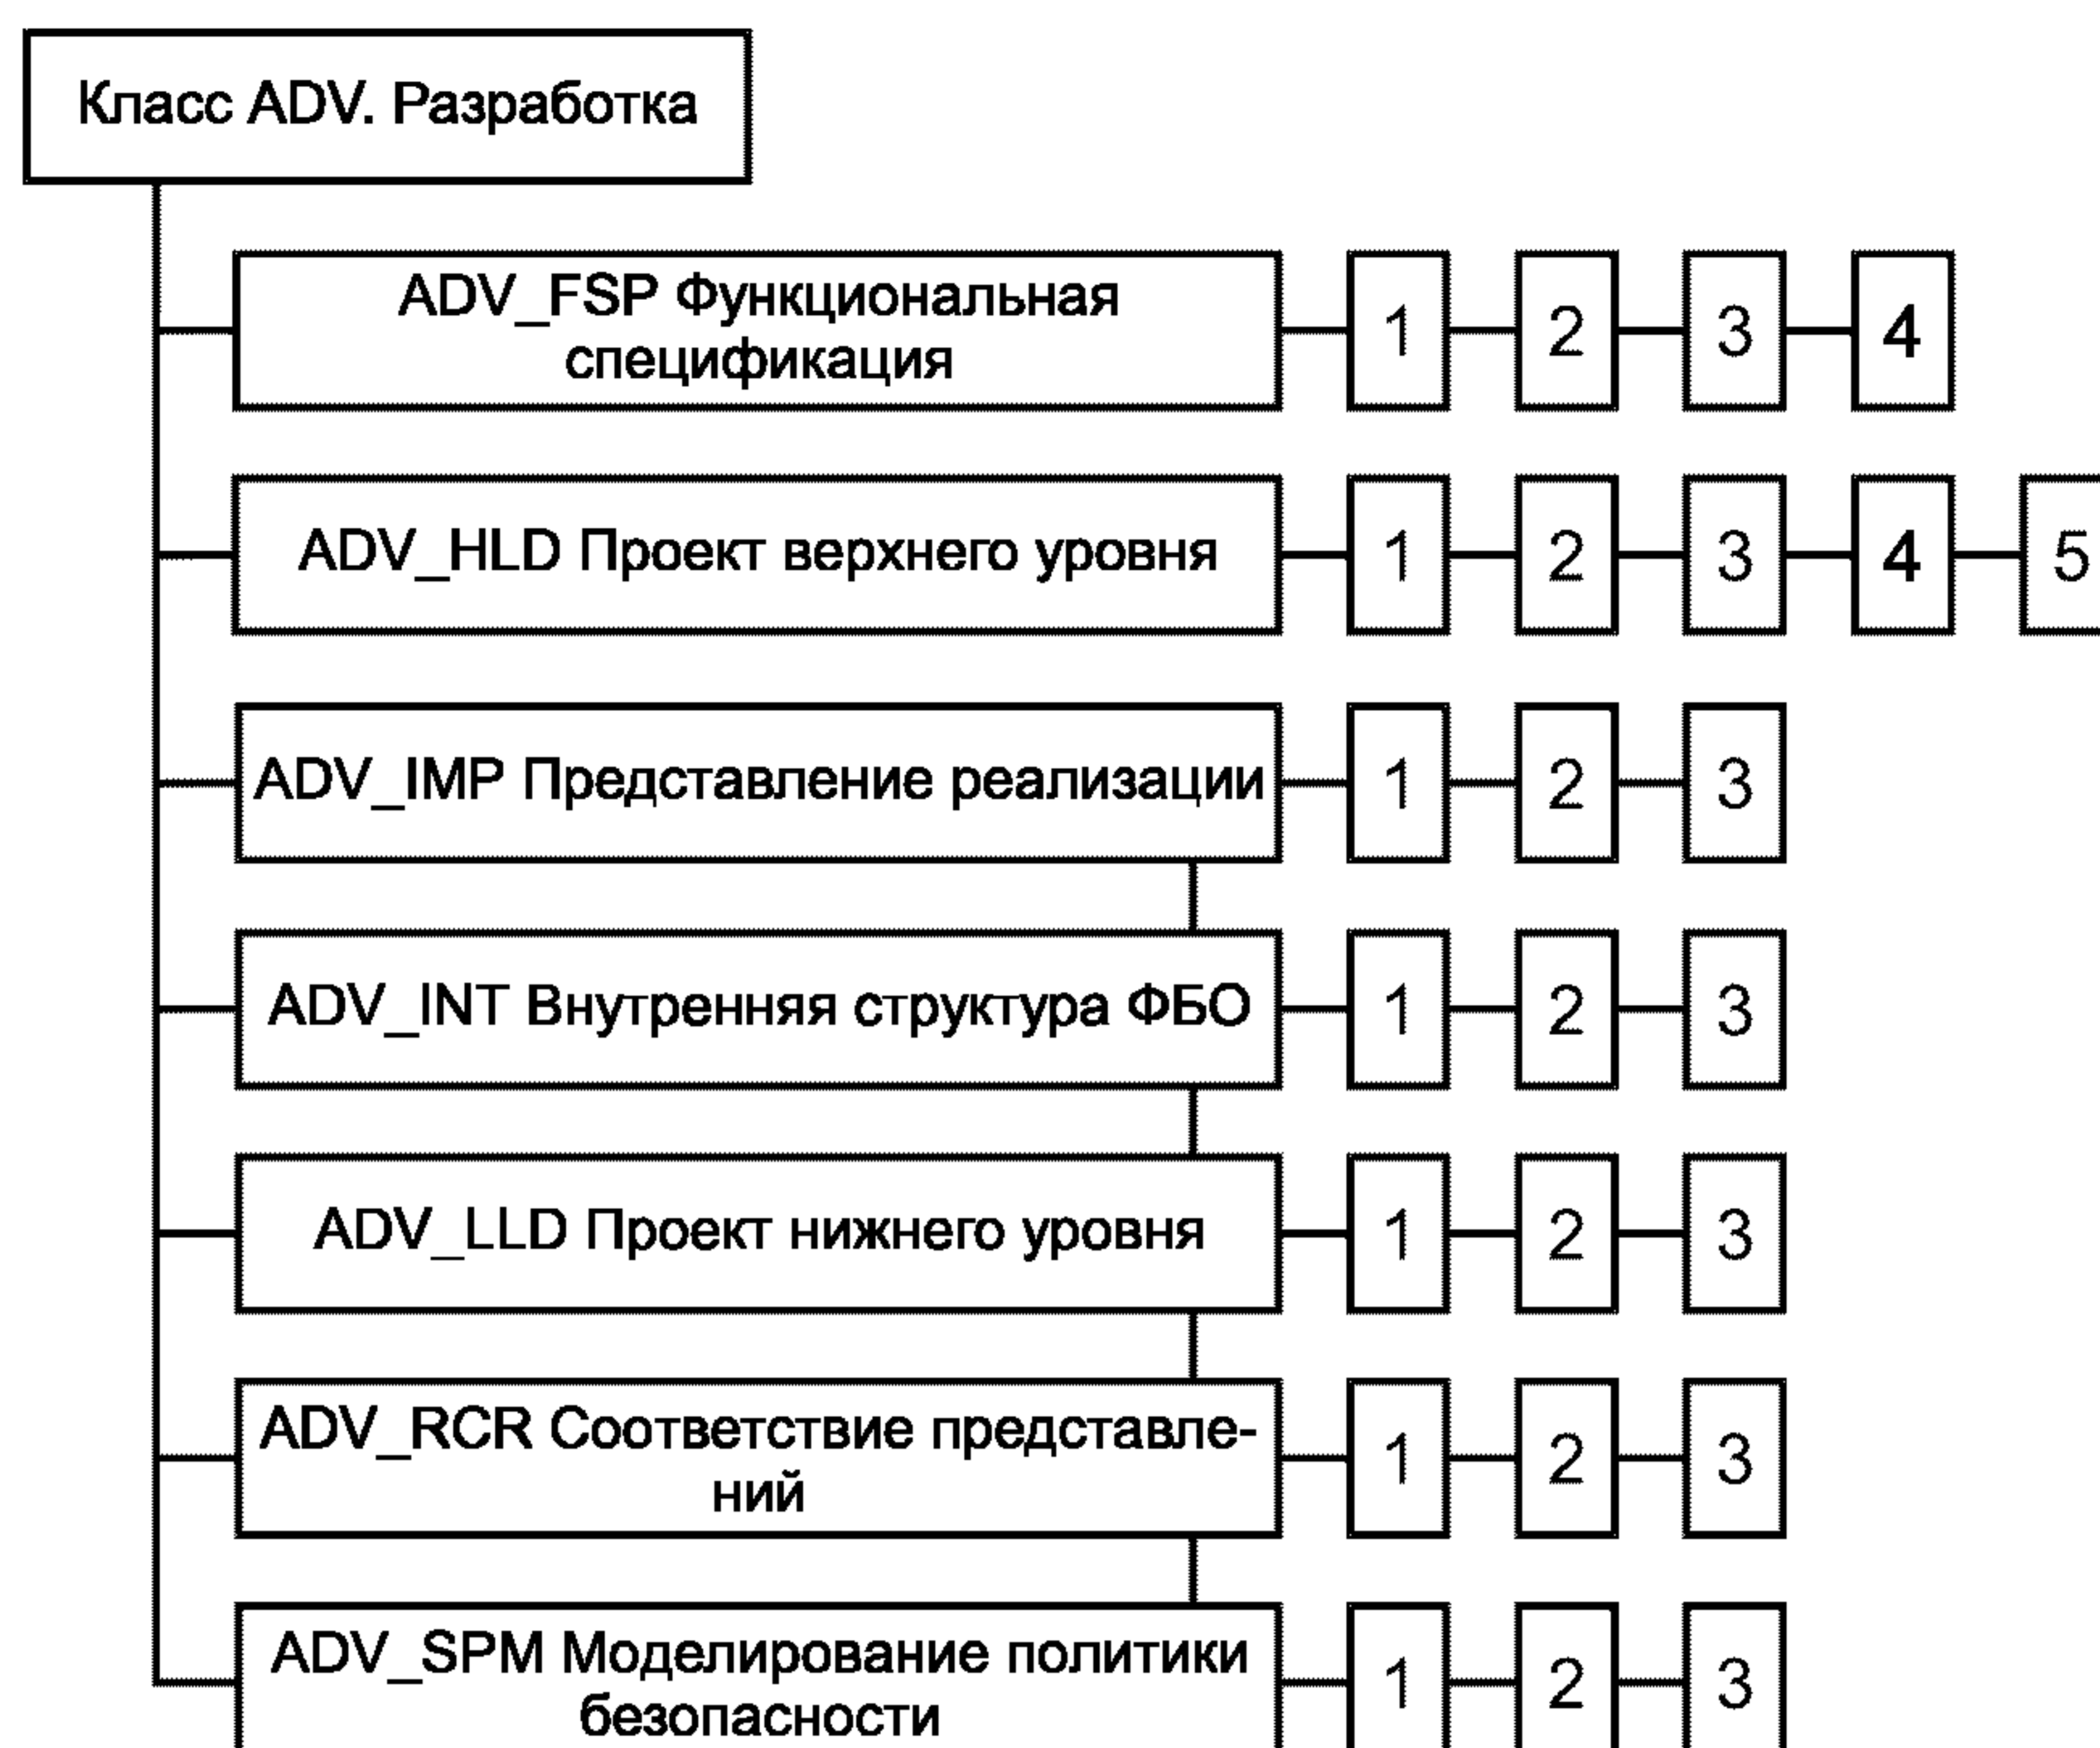 Класс ADV. Разработка
ADV_FSP Функциональная
спецификация
1 2 3 4
ADV_HLD Проект верхнего уровня
1 2 3 4 5
ADV_IMP Представление реализации
1 2 3
ADV_INT Внутренняя структура ФБО
1 2 3
ADV_LLD Проект нижнего уровня
1 2 3
ADV_RCR Соответствие представле-
ний
1 2 3
ADV_SPM Моделирование политики
безопасности
1 2 3